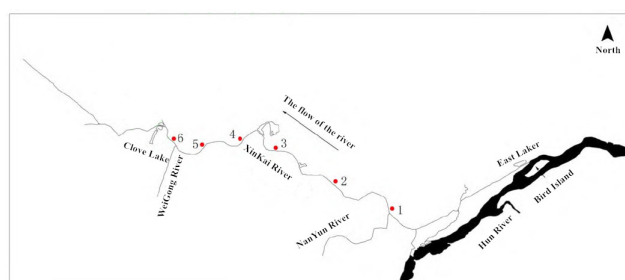 North
The flow of the river
East Laker
Bird Island
Hun River
NanYun River
XinKai River
WeiGong River
Clove Lake
6
5
4
3
2
1